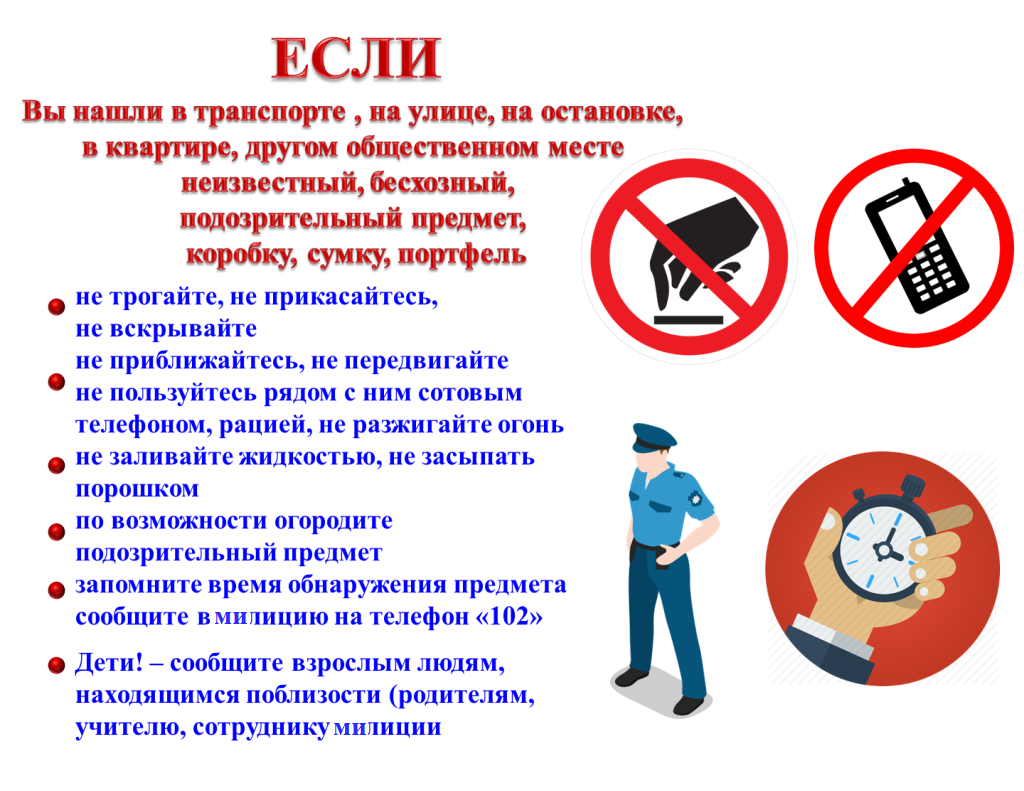 ЕСЛИ
Вы нашли в транспорте , на улице, на остановке,
в квартире, другом общественном месте
неизвестный, бесхозный,
подозрительный предмет,
коробку, сумку, портфель
не трогайте, не прикасайтесь,
не вскрывайте
не приближайтесь, не передвигайте
не пользуйтесь рядом с ним сотовым
телефоном, рацией, не разжигайте огонь
не заливайте жидкостью, не засыпать
порошком
по возможности огородите
подозрительный предмет
запомните время обнаружения предмета
сообщите в милицию на телефон «102»
Дети! – сообщите взрослым людям,
находящимся поблизости (родителям,
учителю, сотруднику милиции